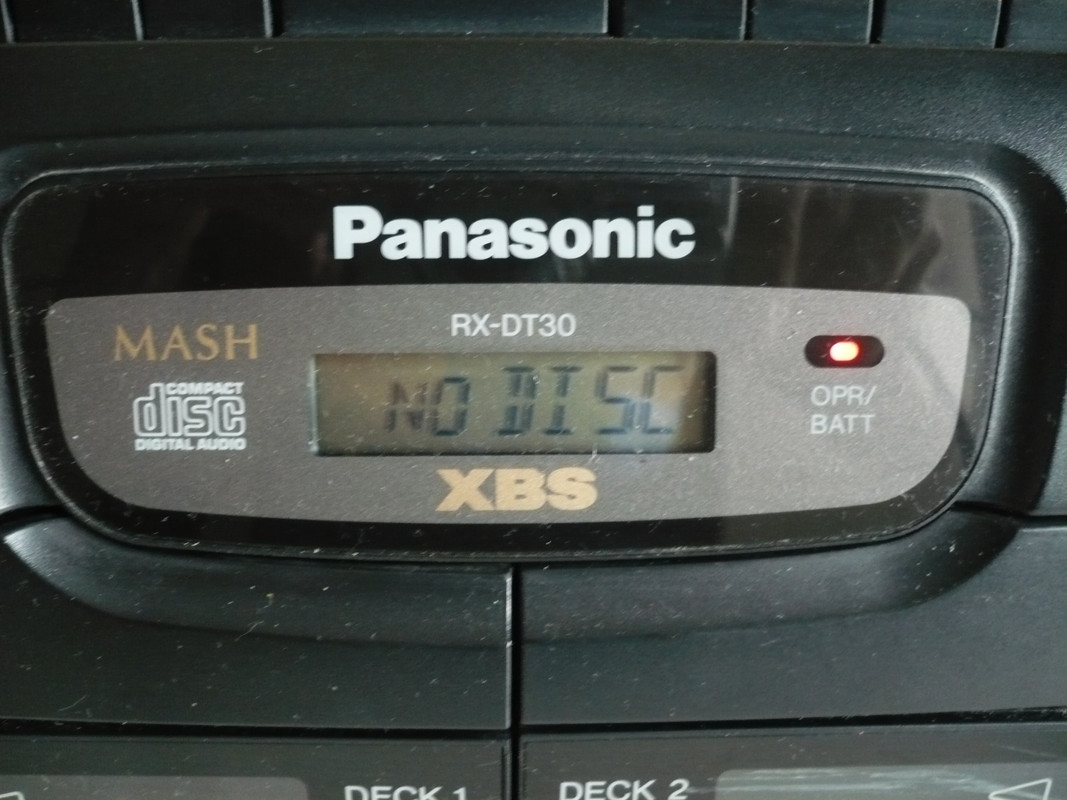 Panasonic
RX-DT30
MASH
COMPACT
disc
DIGITAL AUDIO
NO DISC
OPR/
BATT
XBS
DECK 1
DECK 2